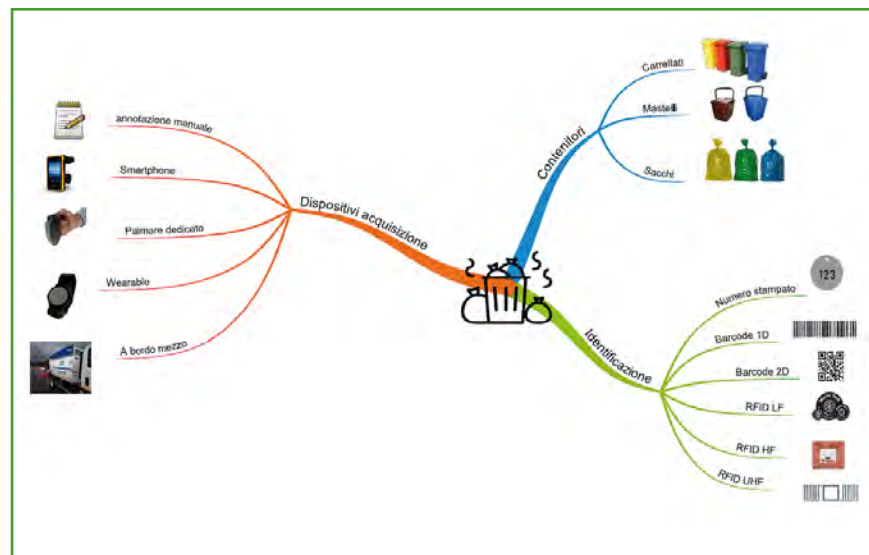 annotazione manuale
Smartphone
Palmare dedicato
Wearable
A bordo mezzo
Dispositivi acquisizione
Contenitori
Carrellati
Mastelli
Sacchi
Identificazione
Numero stampato
123
Barcode 1D
Barcode 2D
RFID LF
RFID HF
RFID UHF